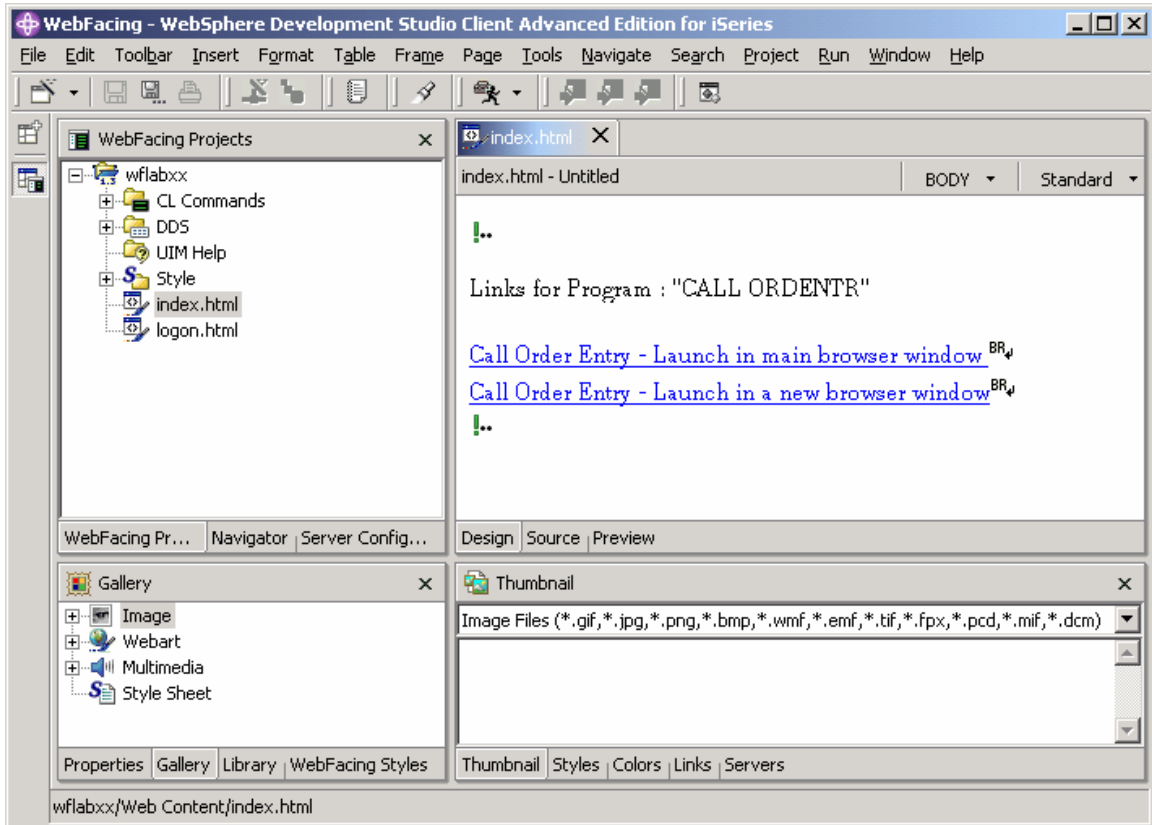 WebFacing - WebSphere Development Studio Client Advanced Edition for iSeries
File Edit Toolbar Insert Format Table Frame Page Tools Navigate Search Project Run Window Help
WebFacing Projects
wflabxx
CL Commands
DDS
UIM Help
Style
index.html
logon.html
WebFacing Pr... Navigator Server Config...
index.html
index.html - Untitled BODY Standard
Links for Program : "CALL ORDENTR"
Call Order Entry - Launch in main browser window BR
Call Order Entry - Launch in a new browser window BR
Design Source Preview
Gallery
Image
Webart
Multimedia
Style Sheet
Properties Gallery Library WebFacing Styles
Thumbnail
Image Files (*.gif,*.jpg,*.png,*.bmp,*.wmf,*.emf,*.tif,*.fpx,*.pcd,*.mif,*.dcm)
Thumbnail Styles Colors Links Servers
wflabxx/Web Content/index.html